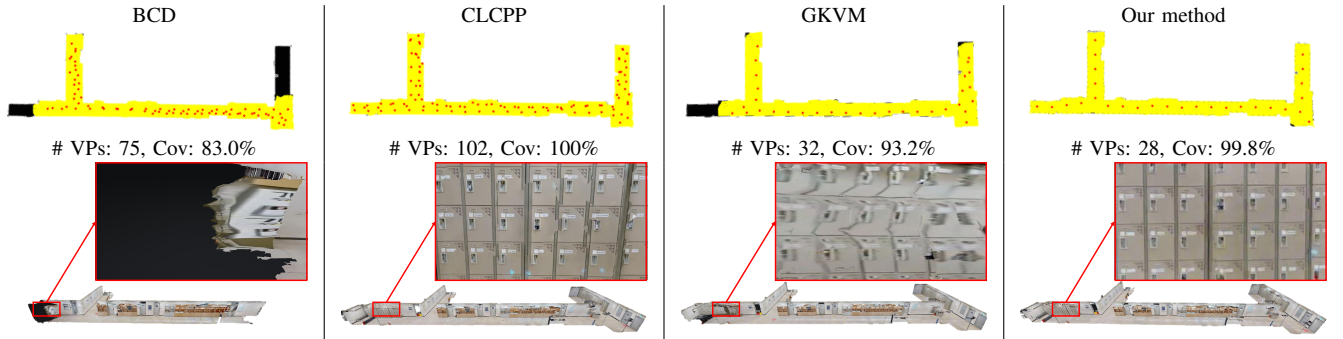 BCD
CLCPP
GKVM
Our method
# VPs: 75, Cov: 83.0%
# VPs: 102, Cov: 100%
# VPs: 32, Cov: 93.2%
# VPs: 28, Cov: 99.8%